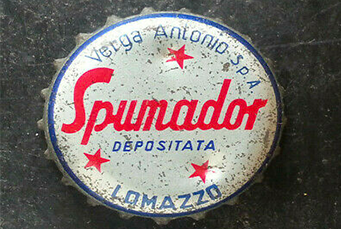 Verga Antonio S.P.A
Spumador
DEPOSITATA
LOMAZZO